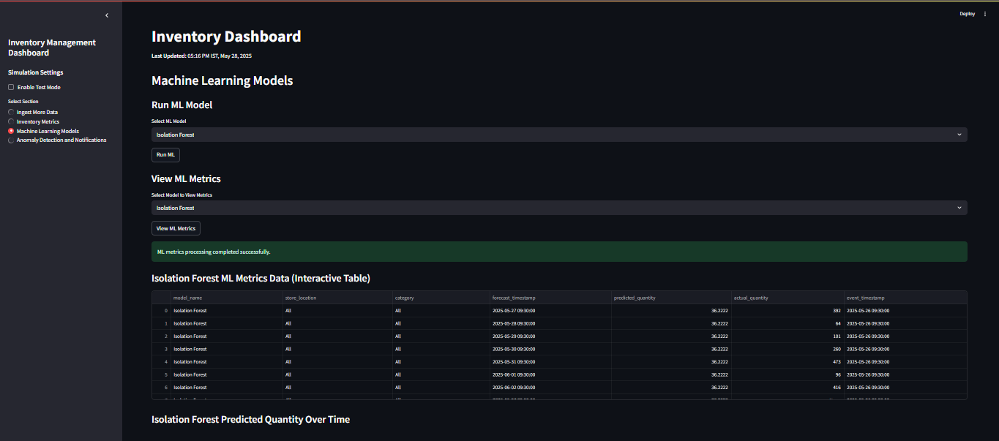 Deploy
Inventory Management
Dashboard
Simulation Settings
Enable Test Mode
Select Section
Ingest More Data
Inventory Metrics
Machine Learning Models
Anomaly Detection and Notifications
Inventory Dashboard
Last Updated: 05:16 PM IST, May 28, 2025
Machine Learning Models
Run ML Model
Select ML Model
Isolation Forest
Run ML
View ML Metrics
Select Model to View Metrics
Isolation Forest
View ML Metrics
ML metrics processing completed successfully.
Isolation Forest ML Metrics Data (Interactive Table)
model_name store_location category forecast_timestamp predicted_quantity actual_quantity event_timestamp
0 Isolation Forest All All 2025-05-27 09:30:00 36.2222 392 2025-05-26 09:30:00
1 Isolation Forest All All 2025-05-28 09:30:00 36.2222 64 2025-05-26 09:30:00
2 Isolation Forest All All 2025-05-29 09:30:00 36.2222 101 2025-05-26 09:30:00
3 Isolation Forest All All 2025-05-30 09:30:00 36.2222 260 2025-05-26 09:30:00
4 Isolation Forest All All 2025-05-31 09:30:00 36.2222 473 2025-05-26 09:30:00
5 Isolation Forest All All 2025-06-01 09:30:00 36.2222 96 2025-05-26 09:30:00
6 Isolation Forest All All 2025-06-02 09:30:00 36.2222 416 2025-05-26 09:30:00
Isolation Forest Predicted Quantity Over Time